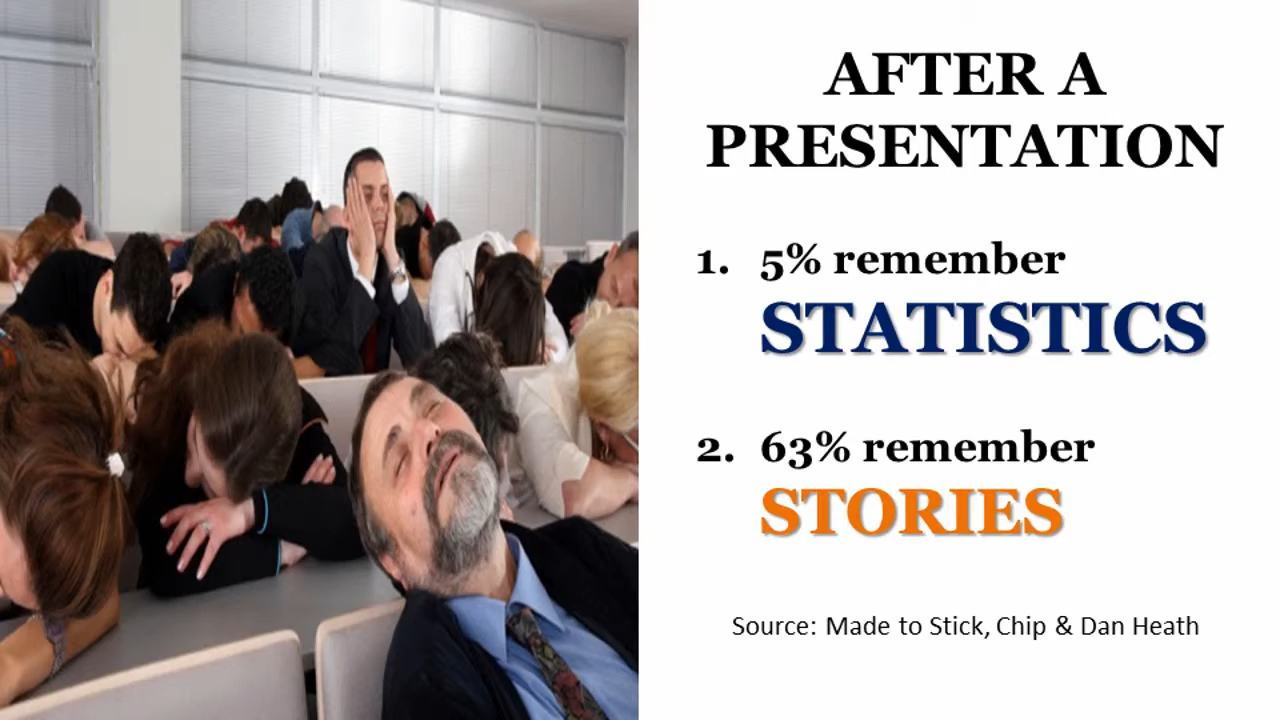 AFTER A
PRESENTATION
1. 5% remember
STATISTICS
2. 63% remember
STORIES
Source: Made to Stick, Chip & Dan Heath